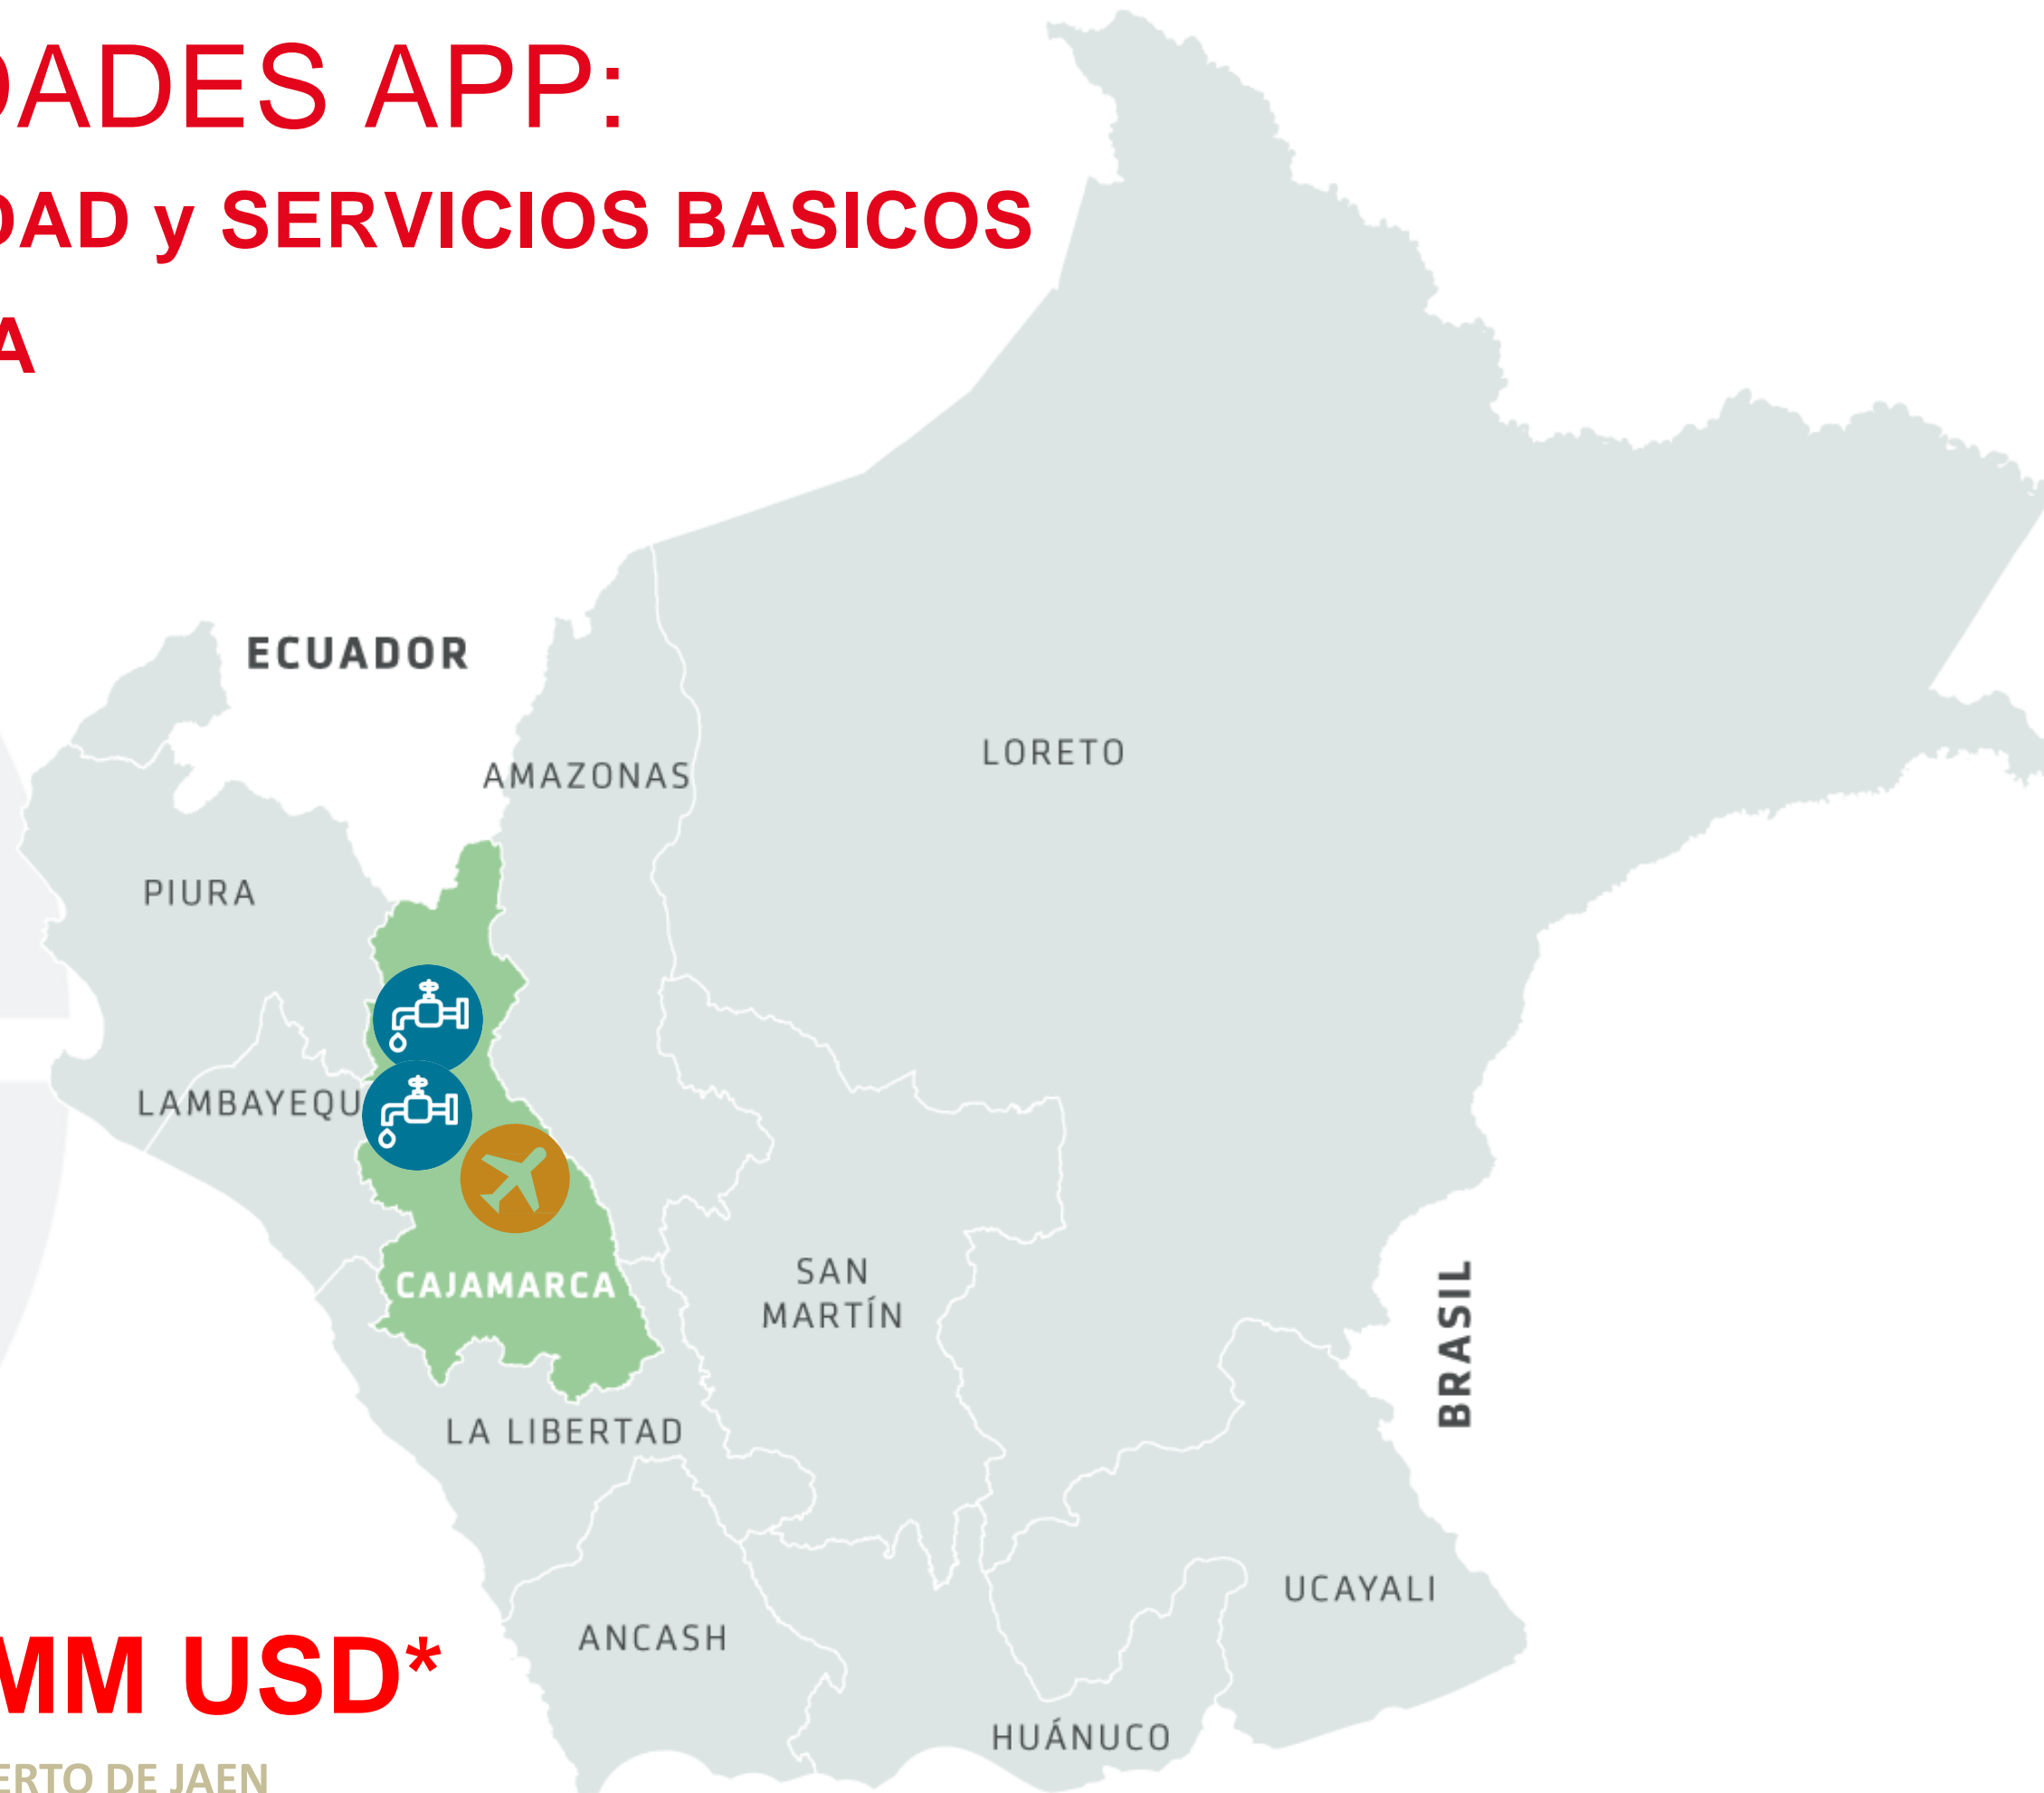 DADES APP:
DAD y SERVICIOS BASICOS
A
ECUADOR
LORETO
AMAZONAS
PIURA
LAMBAYEQU
SAN
MARTÍN
CAJAMARCA
BRASIL
LA LIBERTAD
UCAYALI
ANCASH
MM USD*
HUÁNUCO
ERTO DE JAEN